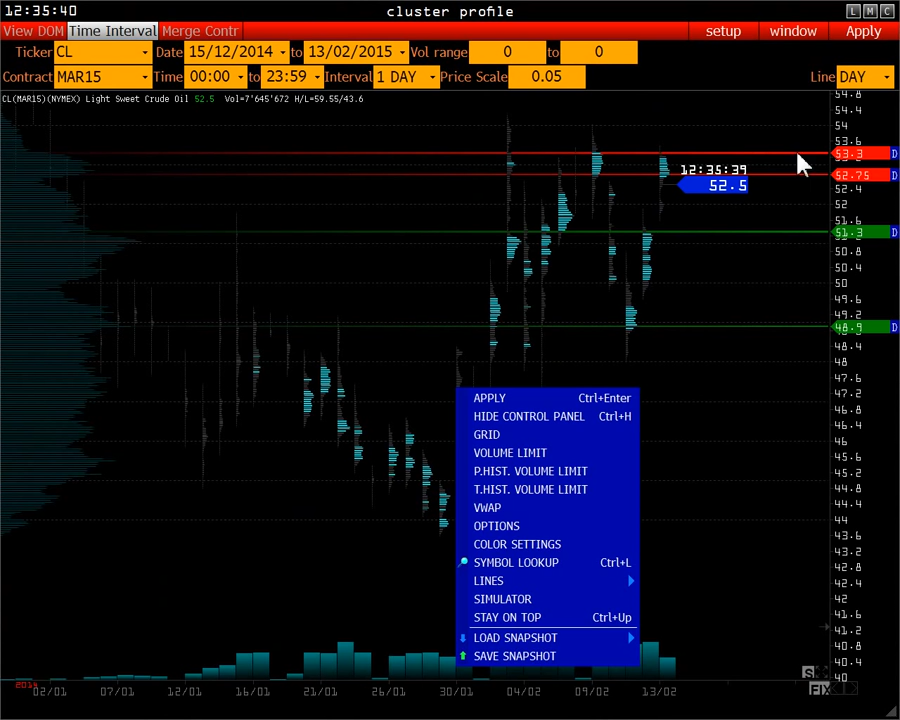 12:35:40 cluster profile L M C
View DOM Time Interval Merge Contr setup window Apply
Ticker CL Date 15/12/2014 to 13/02/2015 Vol range 0 to 0
Contract MAR15 Time 00:00 to 23:59 Interval 1 DAY Price Scale 0.05 Line DAY
CL(MAR15)(NYMEX) Light Sweet Crude Oil 52.5 Vol=7'645'672 H/L=59.55/43.6
54.8
54.4
54
53.6
53.3 D
12:35:39
52.75 D
52.5
52.4
52
51.6
51.3 D
50.8
50.4
50
49.6
49.2
48.9 D
48.4
48
47.6
47.2
46.8
46.4
46
45.6
45.2
44.8
44.4
44
43.6
43.2
42.8
42.4
42
41.6
41.2
40.8
40.4
40
APPLY Ctrl+Enter
HIDE CONTROL PANEL Ctrl+H
GRID
VOLUME LIMIT
P.HIST. VOLUME LIMIT
T.HIST. VOLUME LIMIT
VWAP
OPTIONS
COLOR SETTINGS
SYMBOL LOOKUP Ctrl+L
LINES
SIMULATOR
STAY ON TOP Ctrl+Up
LOAD SNAPSHOT
SAVE SNAPSHOT
S
FIX
2014
02/01 07/01 12/01 16/01 21/01 26/01 30/01 04/02 09/02 13/02